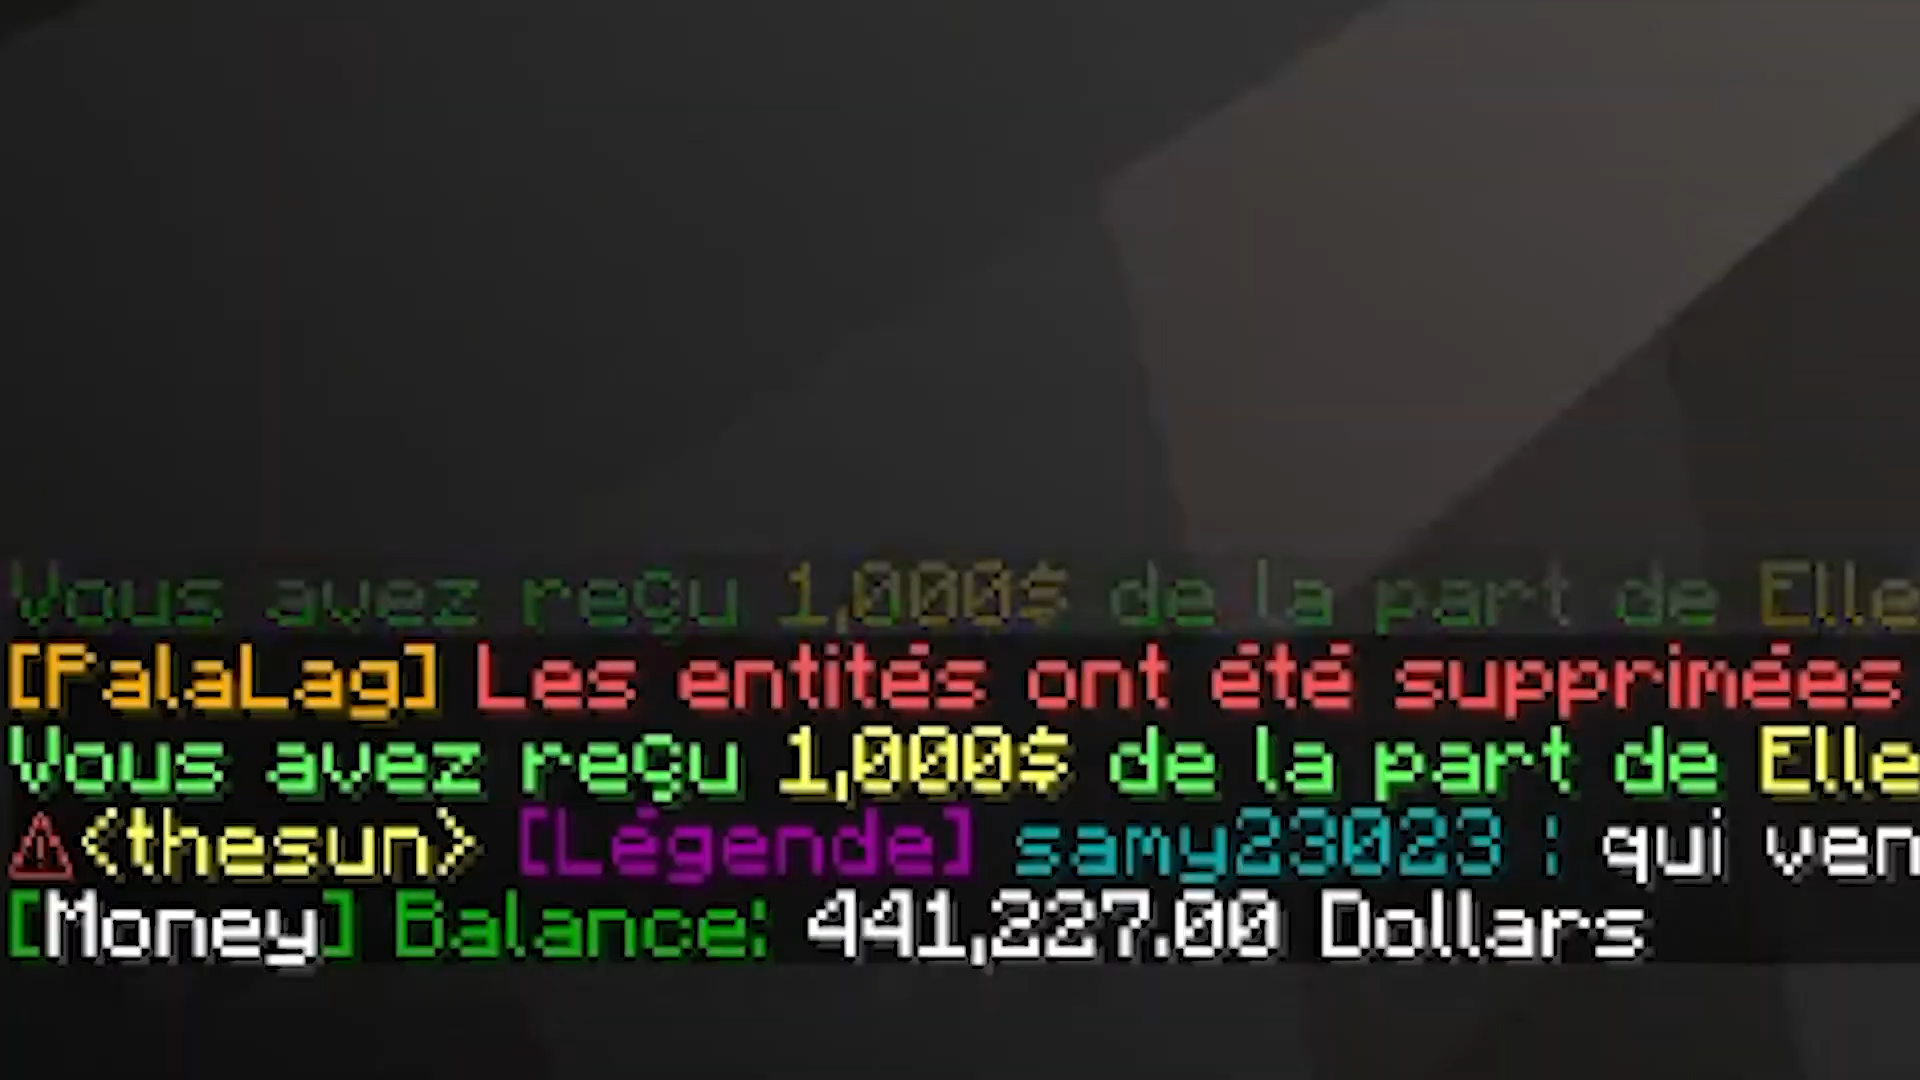 Vous avez reçu 1,000$ de la part de Elle
[PalaLag] Les entités ont été supprimées
Vous avez reçu 1,000$ de la part de Elle
⚠<thesun> [Légende] samy23023 : qui ven
[Money] Balance: 441,227.00 Dollars